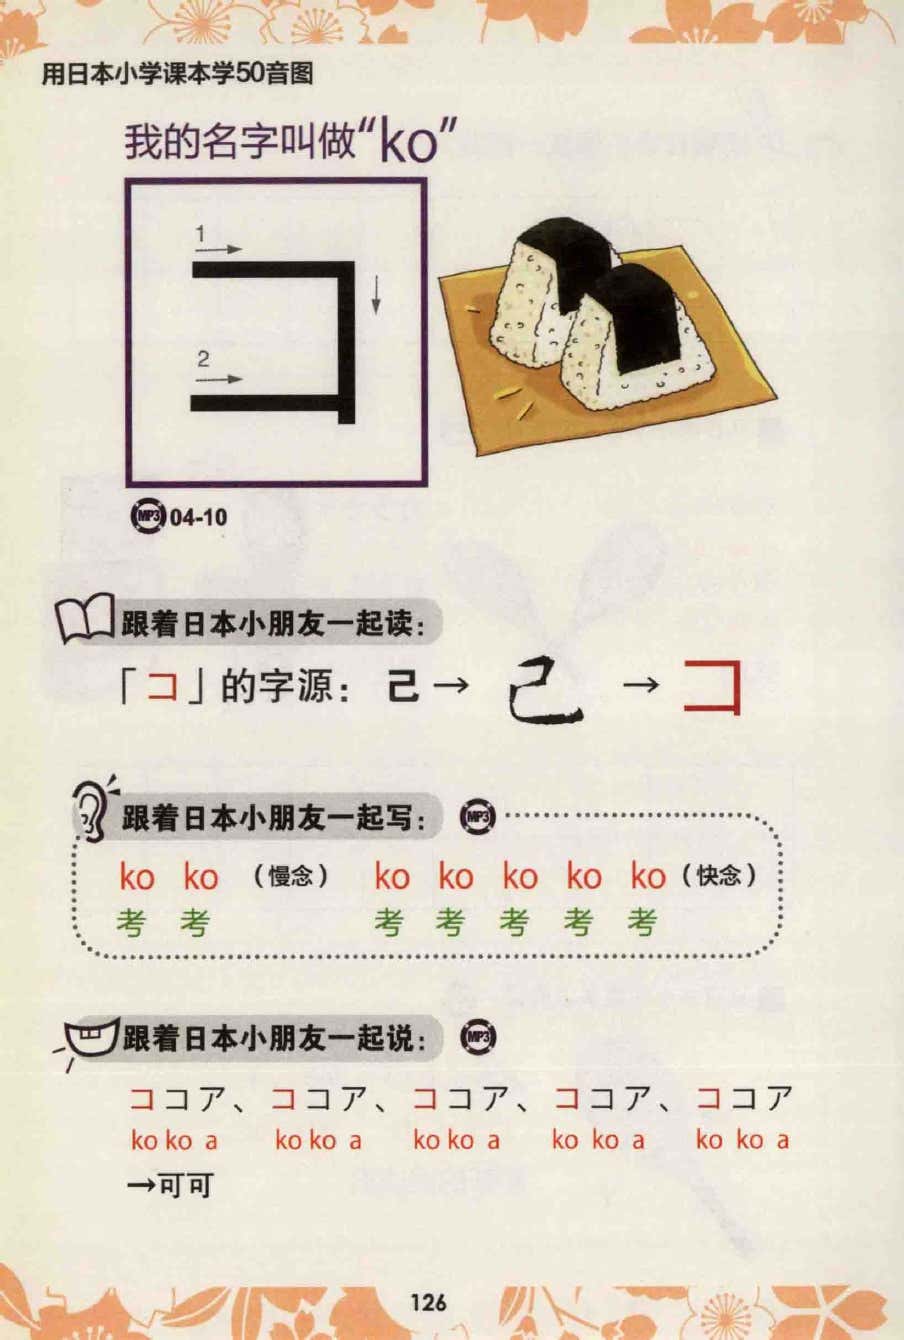 用日本小学课本学50音图
我的名字叫做“ko”
1
コ
2
MP3 04-10
跟着日本小朋友一起读：
「コ」的字源： 己→ 己 → コ
跟着日本小朋友一起写： MP3
ko ko （慢念） ko ko ko ko ko（快念）
考 考 考 考 考 考 考
跟着日本小朋友一起说： MP3
ココア、ココア、ココア、ココア、ココア
ko ko a ko ko a ko ko a ko ko a ko ko a
→可可
126